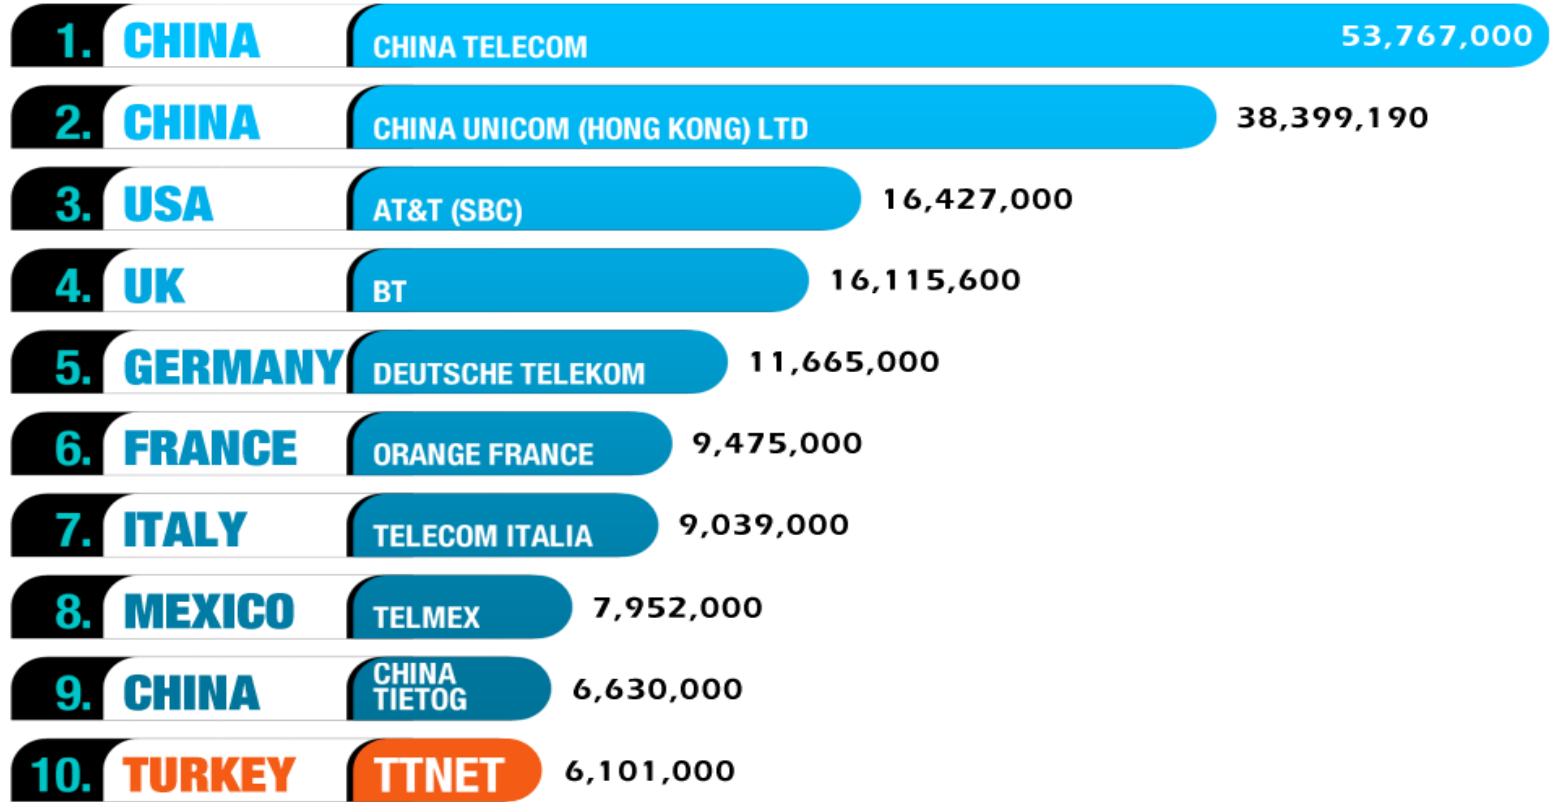 1. CHINA CHINA TELECOM 53,767,000
2. CHINA CHINA UNICOM (HONG KONG) LTD 38,399,190
3. USA AT&T (SBC) 16,427,000
4. UK BT 16,115,600
5. GERMANY DEUTSCHE TELEKOM 11,665,000
6. FRANCE ORANGE FRANCE 9,475,000
7. ITALY TELECOM ITALIA 9,039,000
8. MEXICO TELMEX 7,952,000
9. CHINA CHINA TIETOG 6,630,000
10. TURKEY TTNET 6,101,000